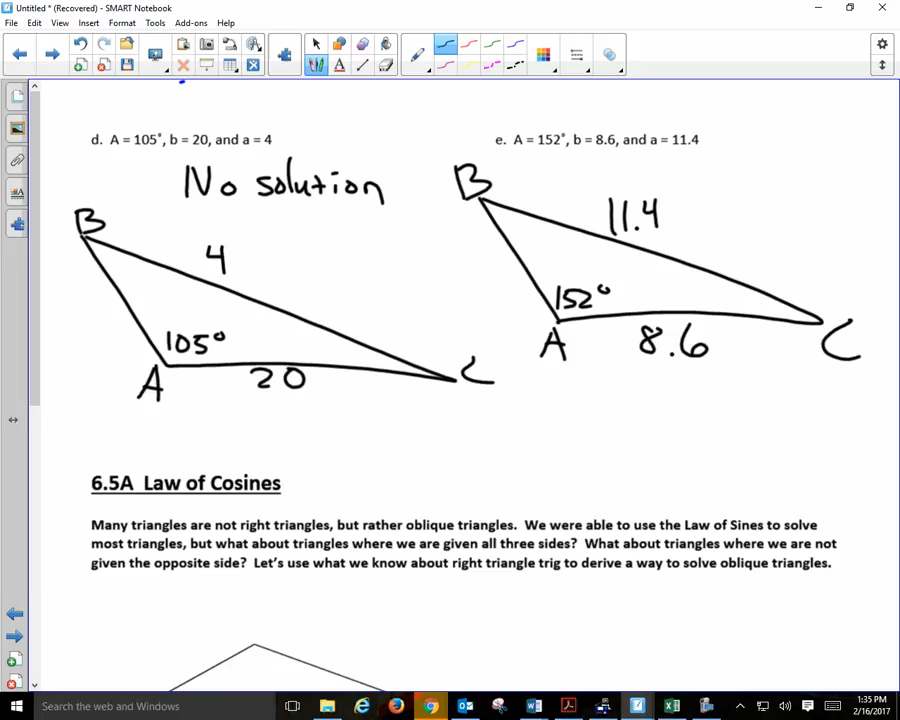 Untitled * (Recovered) - SMART Notebook
File Edit View Insert Format Tools Add-ons Help
d. A = 105°, b = 20, and a = 4
e. A = 152°, b = 8.6, and a = 11.4
No solution
B
4
105°
A
20
C
B
11.4
152°
A
8.6
C
6.5A Law of Cosines
Many triangles are not right triangles, but rather oblique triangles. We were able to use the Law of Sines to solve
most triangles, but what about triangles where we are given all three sides? What about triangles where we are not
given the opposite side? Let's use what we know about right triangle trig to derive a way to solve oblique triangles.
Search the web and Windows
1:35 PM
2/16/2017